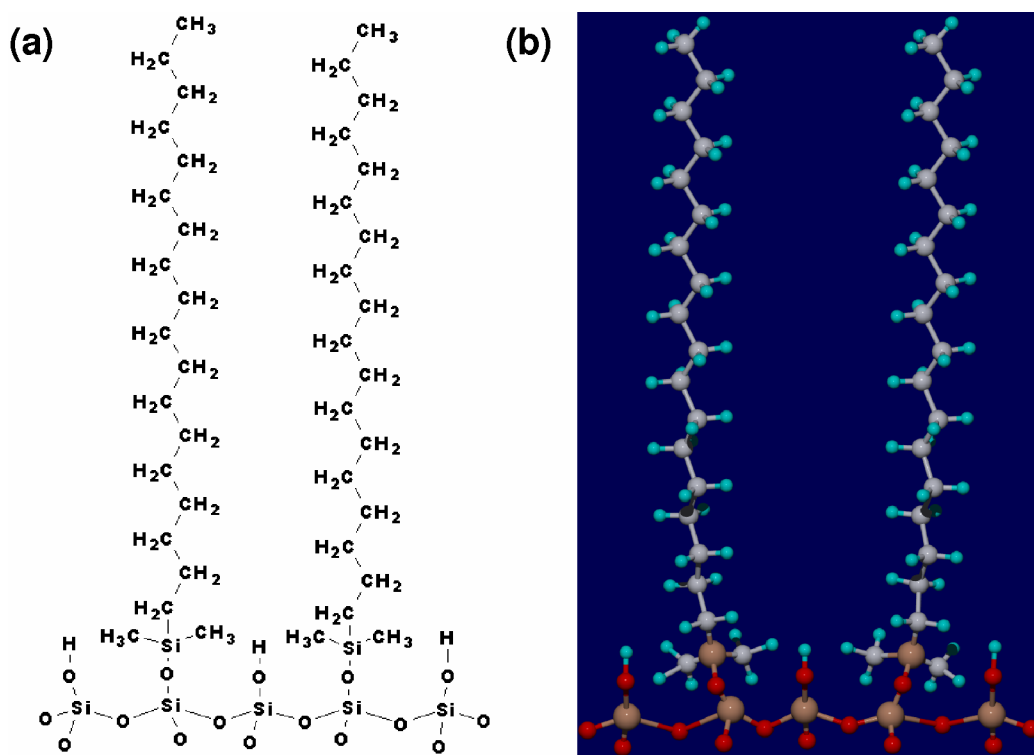 (a) CH3 CH3 (b)
H2C H2C
CH2 CH2
H2C H2C
CH2 CH2
H2C H2C
CH2 CH2
H2C H2C
CH2 CH2
H2C H2C
CH2 CH2
H2C H2C
CH2 CH2
H2C H2C
CH2 CH2
H2C H2C
CH2 CH2
H2C H2C
H H3C Si CH3 H H3C Si CH3 H
O O O O O
Si Si Si Si Si
O O O O O O
O O O O O